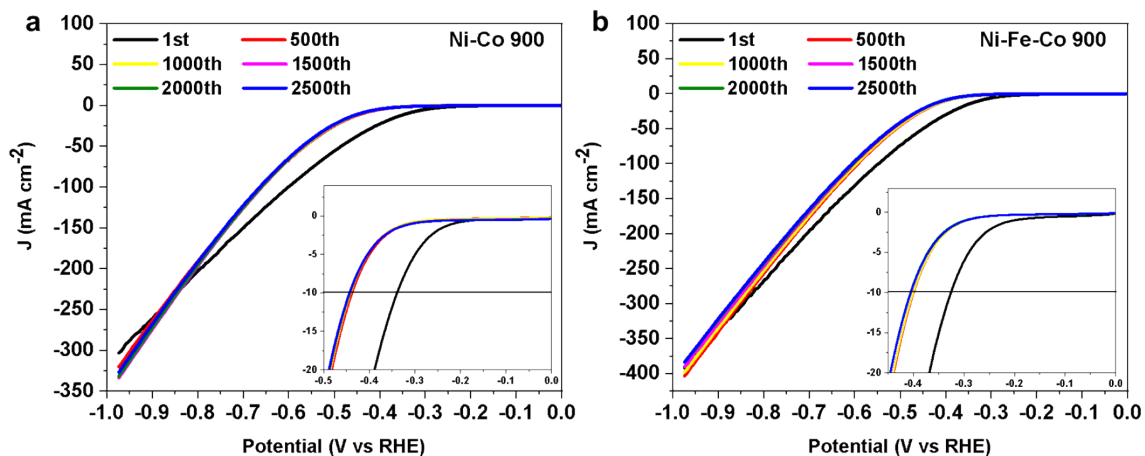 a
Ni-Co 900
1st 500th
1000th 1500th
2000th 2500th
100
50
0
-50
-100
-150
-200
-250
-300
-350
J (mA cm-2)
-1.0 -0.9 -0.8 -0.7 -0.6 -0.5 -0.4 -0.3 -0.2 -0.1 0.0
Potential (V vs RHE)
0
-5
-10
-15
-20
-0.5 -0.4 -0.3 -0.2 -0.1 0.0
b
Ni-Fe-Co 900
1st 500th
1000th 1500th
2000th 2500th
100
50
0
-50
-100
-150
-200
-250
-300
-350
-400
J (mA cm-2)
-1.0 -0.9 -0.8 -0.7 -0.6 -0.5 -0.4 -0.3 -0.2 -0.1 0.0
Potential (V vs RHE)
0
-5
-10
-15
-20
-0.4 -0.3 -0.2 -0.1 0.0